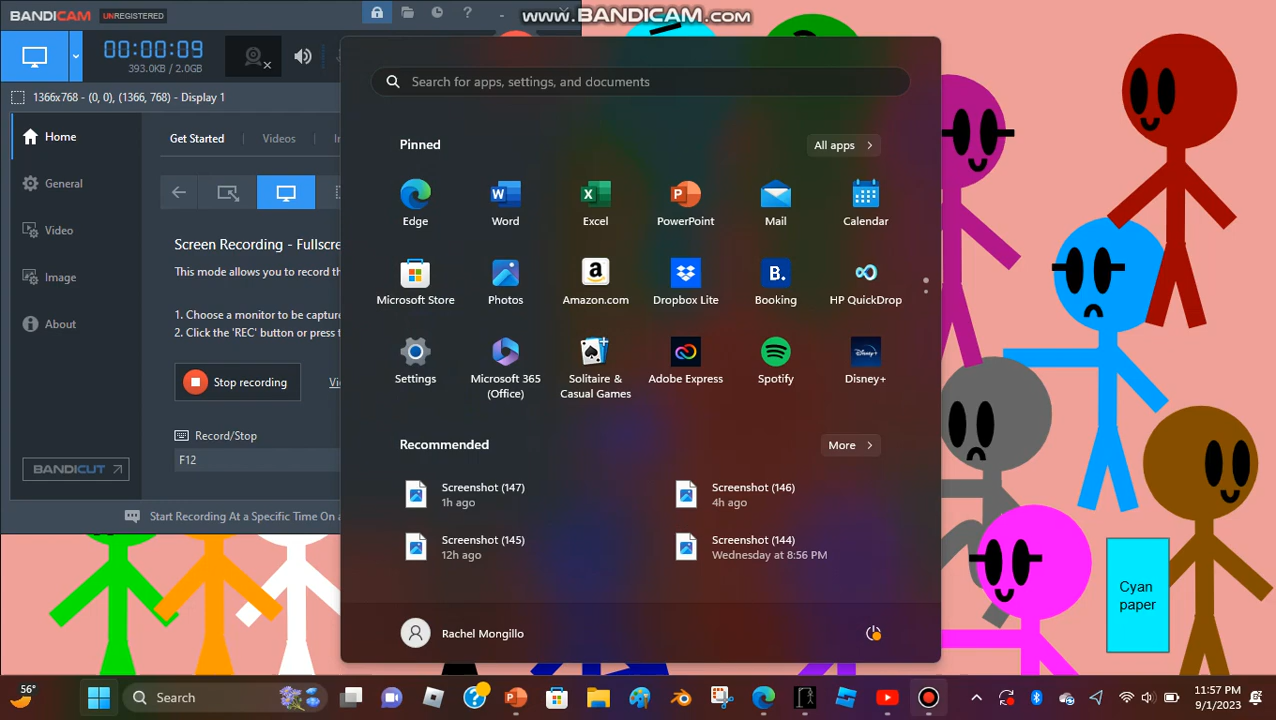 BANDICAM UNREGISTERED
www.BANDICAM.com
00:00:09
393.0KB / 2.0GB
1366x768 - (0, 0), (1366, 768) - Display 1
Home
General
Video
Image
About
BANDICUT
Get Started
Videos
Screen Recording - Fullscre
This mode allows you to record th
1. Choose a monitor to be captur
2. Click the 'REC' button or press t
Stop recording
Record/Stop
F12
Start Recording At a Specific Time On a
Search for apps, settings, and documents
Pinned
All apps
Edge
Word
Excel
PowerPoint
Mail
Calendar
Microsoft Store
Photos
Amazon.com
Dropbox Lite
Booking
HP QuickDrop
Settings
Microsoft 365
(Office)
Solitaire &
Casual Games
Adobe Express
Spotify
Disney+
Recommended
More
Screenshot (147)
1h ago
Screenshot (146)
4h ago
Screenshot (145)
12h ago
Screenshot (144)
Wednesday at 8:56 PM
Rachel Mongillo
Cyan
paper
56°
Search
11:57 PM
9/1/2023